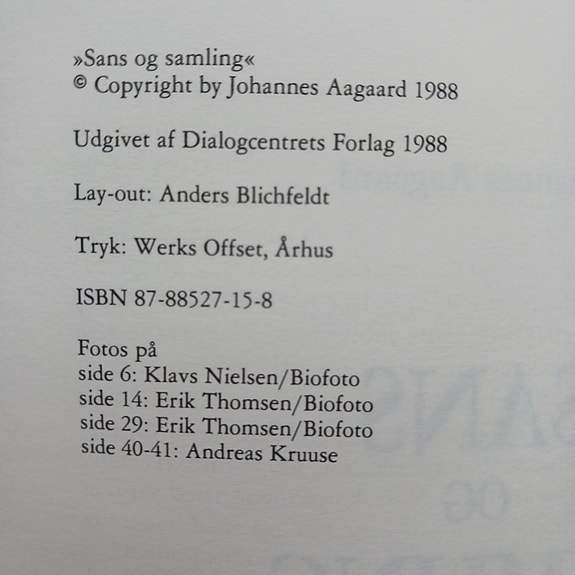 »Sans og samling«
© Copyright by Johannes Aagaard 1988
Udgivet af Dialogcentrets Forlag 1988
Lay-out: Anders Blichfeldt
Tryk: Werks Offset, Århus
ISBN 87-88527-15-8
Fotos på
side 6: Klavs Nielsen/Biofoto
side 14: Erik Thomsen/Biofoto
side 29: Erik Thomsen/Biofoto
side 40-41: Andreas Kruuse